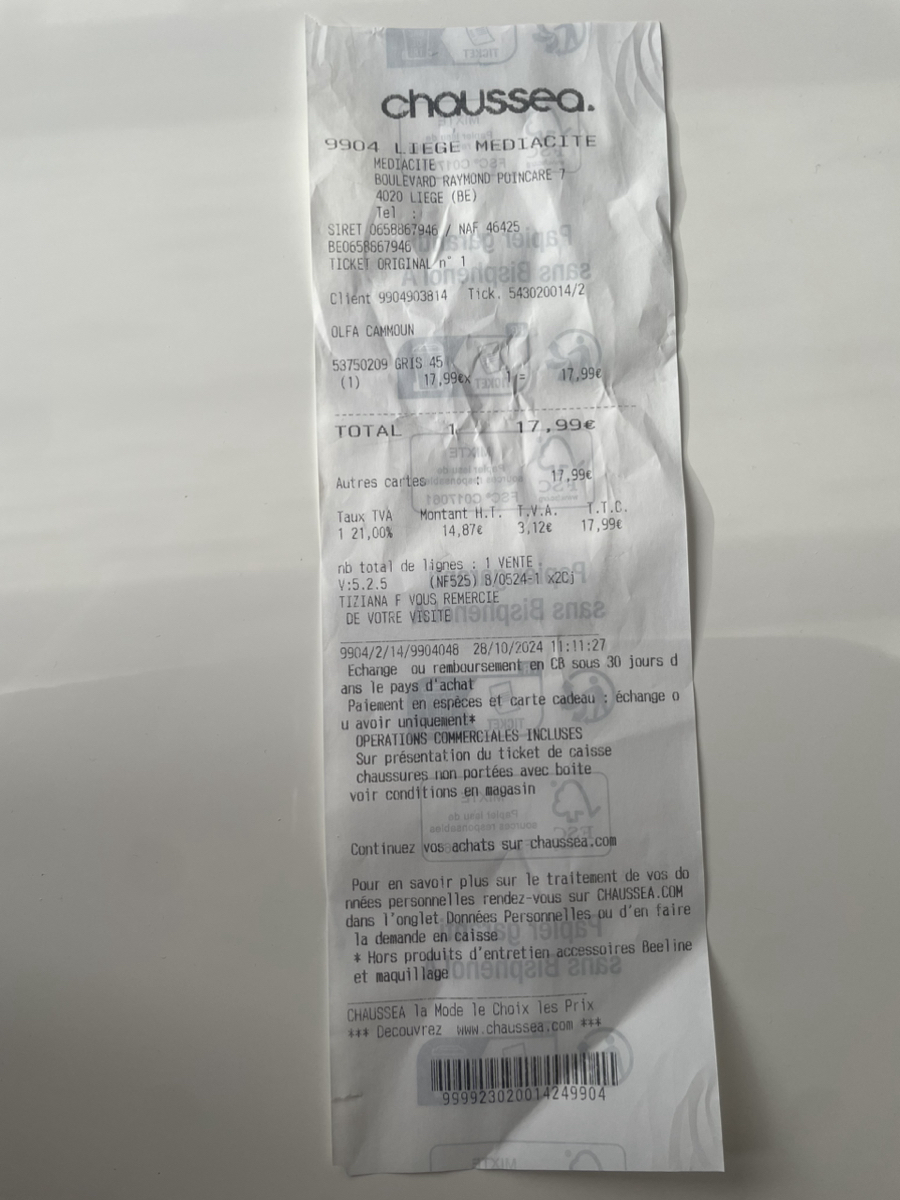 chaussea.
9904 LIEGE MEDIACITE
MEDIACITE
BOULEVARD RAYMOND POINCARE 7
4020 LIEGE (BE)
Tel :
SIRET 0658867946 / NAF 46425
BE0658867946
TICKET ORIGINAL n° 1
Client 9904903814 Tick. 543020014/2
OLFA CAMMOUN
53750209 GRIS 45
(1) 17,99€x 1 = 17,99€
TOTAL 1 17,99€
Autres cartes : 17,99€
Taux TVA Montant H.T. T.V.A. T.T.C.
1 21,00% 14,87€ 3,12€ 17,99€
nb total de lignes : 1 VENTE
V:5.2.5 (NF525) B/0524-1 X2Cj
TIZIANA F VOUS REMERCIE
DE VOTRE VISITE
9904/2/14/9904048 28/10/2024 11:11:27
Echange ou remboursement en CB sous 30 jours d
ans le pays d'achat
Paiement en espèces et carte cadeau : échange o
u avoir uniquement*
OPERATIONS COMMERCIALES INCLUSES
Sur présentation du ticket de caisse
chaussures non portées avec boite
voir conditions en magasin
Continuez vos achats sur chaussea.com
Pour en savoir plus sur le traitement de vos do
nnées personnelles rendez-vous sur CHAUSSEA.COM
dans l'onglet Données Personnelles ou d'en faire
la demande en caisse
* Hors produits d'entretien accessoires Beeline
et maquillage
CHAUSSEA la Mode le Choix les Prix
*** Decouvrez www.chaussea.com ***
999923020014249904